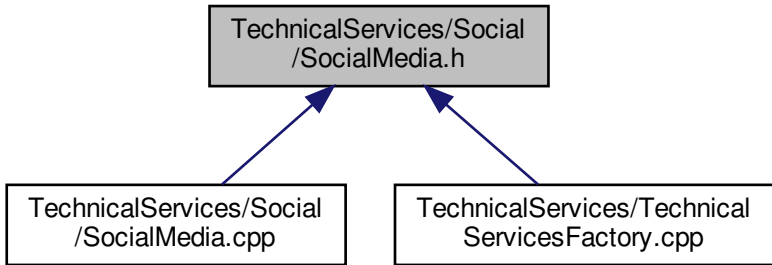 TechnicalServices/Social
/SocialMedia.h
TechnicalServices/Social
/SocialMedia.cpp
TechnicalServices/Technical
ServicesFactory.cpp